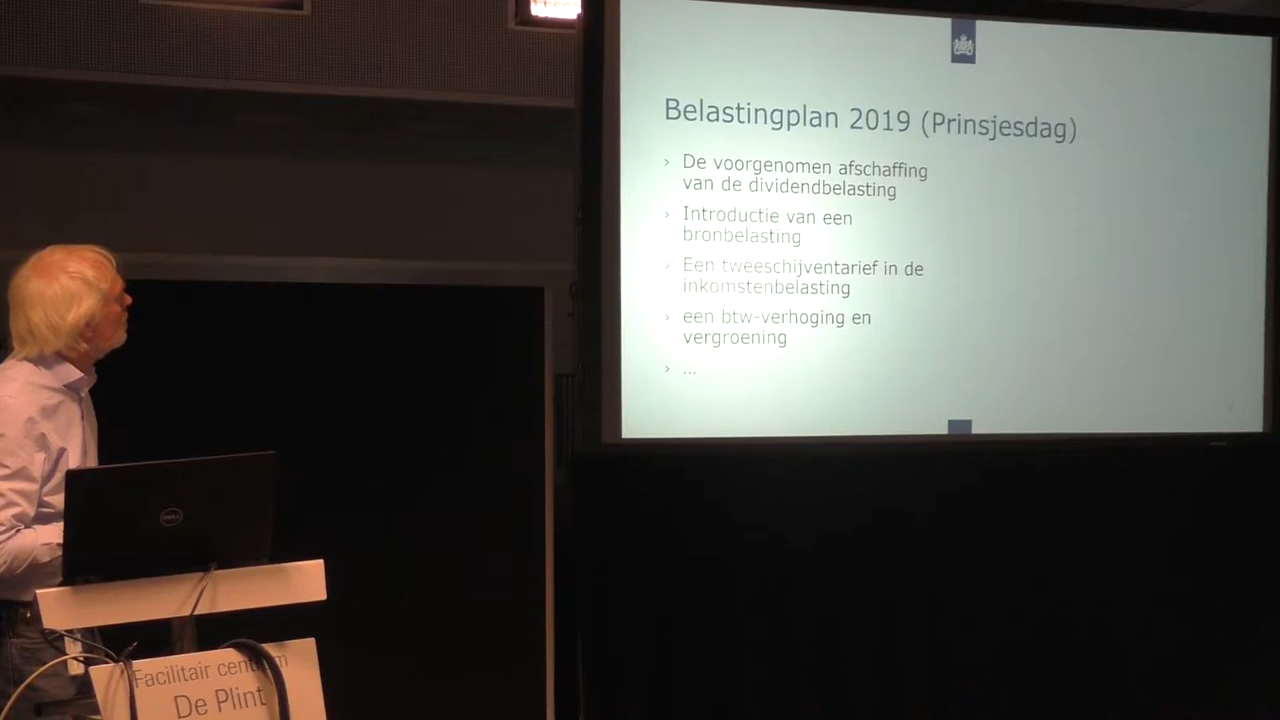 Belastingplan 2019 (Prinsjesdag)
› De voorgenomen afschaffing
van de dividendbelasting
› Introductie van een
bronbelasting
› Een tweeschijventarief in de
inkomstenbelasting
› een btw-verhoging en
vergroening
› ...
DELL
Facilitair centrum
De Plint